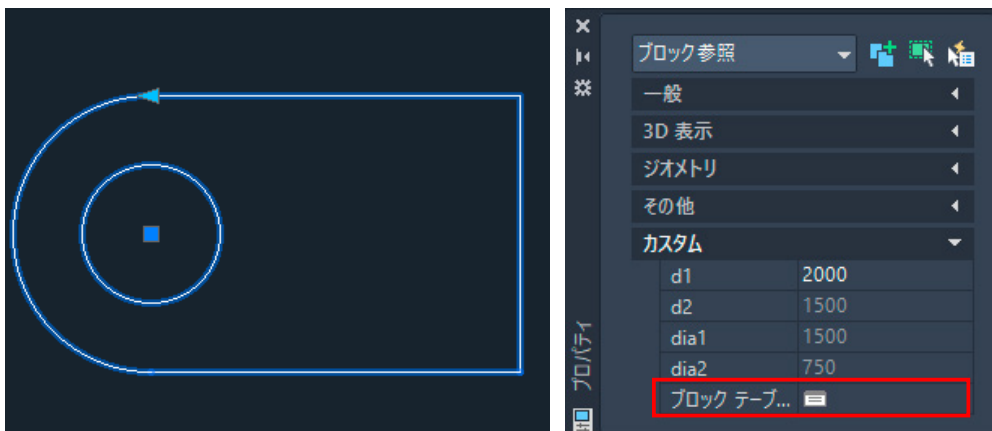 ブロック参照
一般
3D 表示
ジオメトリ
その他
カスタム
d1 2000
d2 1500
dia1 1500
dia2 750
ブロック テーブ...
プロパティ